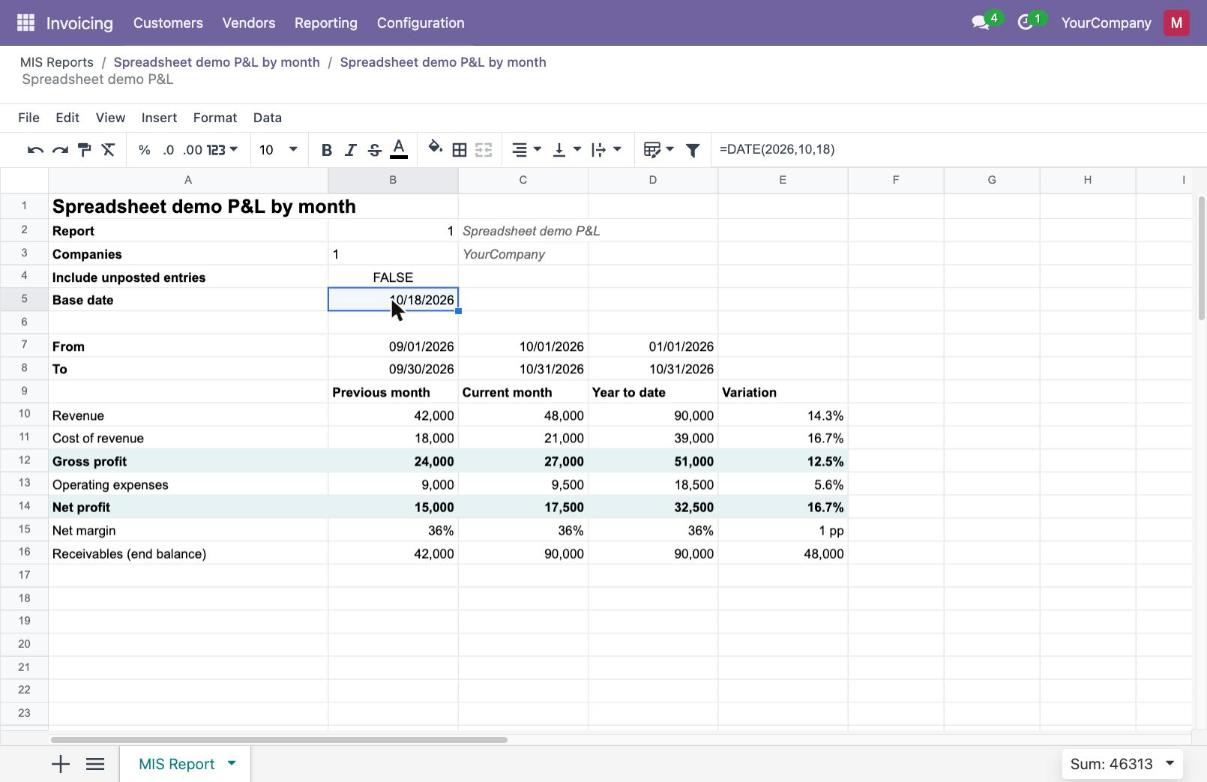 Invoicing Customers Vendors Reporting Configuration 4 1 YourCompany M
MIS Reports / Spreadsheet demo P&L by month / Spreadsheet demo P&L by month
Spreadsheet demo P&L
File Edit View Insert Format Data
% .0 .00 123 10 B I S A =DATE(2026,10,18)
A B C D E F G H I
1 Spreadsheet demo P&L by month
2 Report 1 Spreadsheet demo P&L
3 Companies 1 YourCompany
4 Include unposted entries FALSE
5 Base date 10/18/2026
6
7 From 09/01/2026 10/01/2026 01/01/2026
8 To 09/30/2026 10/31/2026 10/31/2026
9 Previous month Current month Year to date Variation
10 Revenue 42,000 48,000 90,000 14.3%
11 Cost of revenue 18,000 21,000 39,000 16.7%
12 Gross profit 24,000 27,000 51,000 12.5%
13 Operating expenses 9,000 9,500 18,500 5.6%
14 Net profit 15,000 17,500 32,500 16.7%
15 Net margin 36% 36% 36% 1 pp
16 Receivables (end balance) 42,000 90,000 90,000 48,000
17
18
19
20
21
22
23
MIS Report Sum: 46313